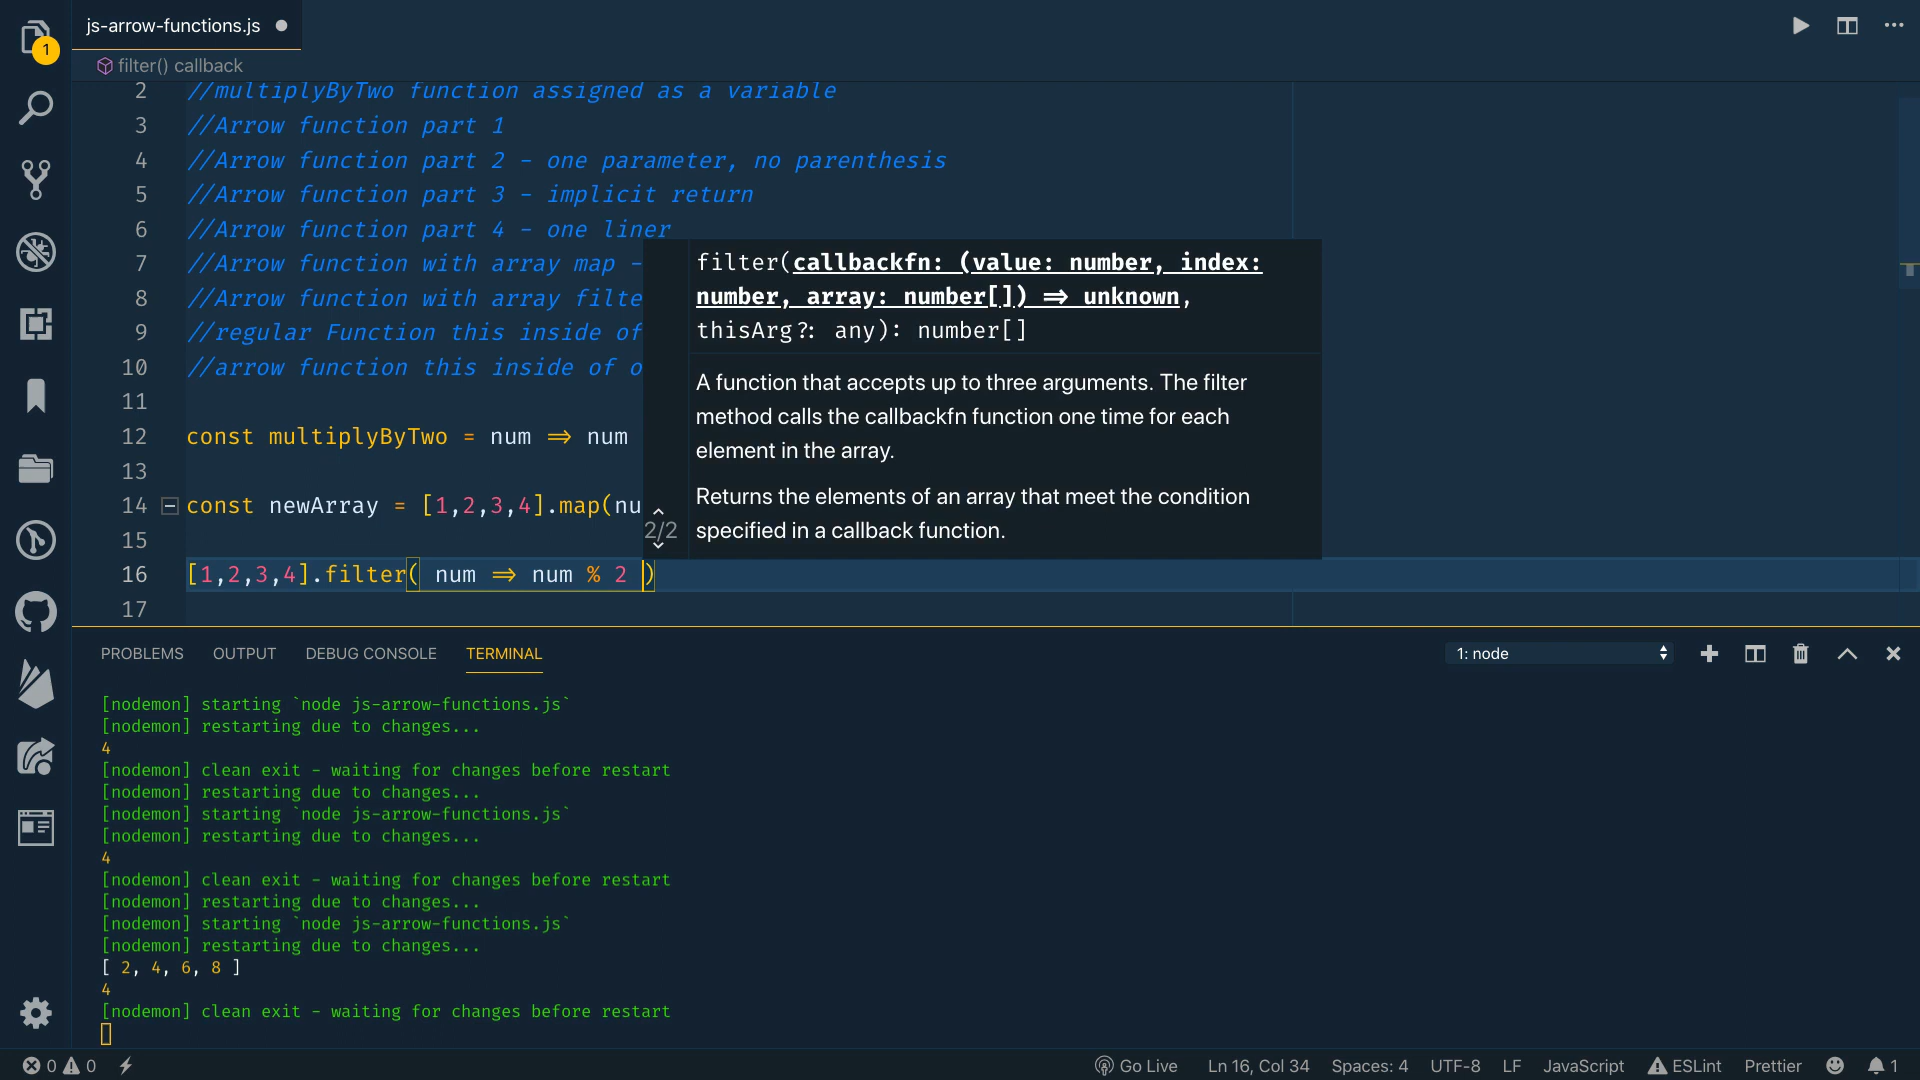 js-arrow-functions.js
1
filter() callback
2 //multiplyByTwo function assigned as a variable
3 //Arrow function part 1
4 //Arrow function part 2 - one parameter, no parenthesis
5 //Arrow function part 3 - implicit return
6 //Arrow function part 4 - one liner
7 //Arrow function with array map -
8 //Arrow function with array filte
9 //regular Function this inside of
10 //arrow function this inside of o
11
12 const multiplyByTwo = num => num
13
14 const newArray = [1,2,3,4].map(nu
15
16 [1,2,3,4].filter( num => num % 2 )
17
filter(callbackfn: (value: number, index:
number, array: number[]) => unknown,
thisArg?: any): number[]
A function that accepts up to three arguments. The filter
method calls the callbackfn function one time for each
element in the array.
Returns the elements of an array that meet the condition
specified in a callback function.
2/2
PROBLEMS OUTPUT DEBUG CONSOLE TERMINAL 1: node
[nodemon] starting `node js-arrow-functions.js`
[nodemon] restarting due to changes...
4
[nodemon] clean exit - waiting for changes before restart
[nodemon] restarting due to changes...
[nodemon] starting `node js-arrow-functions.js`
[nodemon] restarting due to changes...
4
[nodemon] clean exit - waiting for changes before restart
[nodemon] restarting due to changes...
[nodemon] starting `node js-arrow-functions.js`
[nodemon] restarting due to changes...
[ 2, 4, 6, 8 ]
4
[nodemon] clean exit - waiting for changes before restart
0 0 Go Live Ln 16, Col 34 Spaces: 4 UTF-8 LF JavaScript ESLint Prettier 1